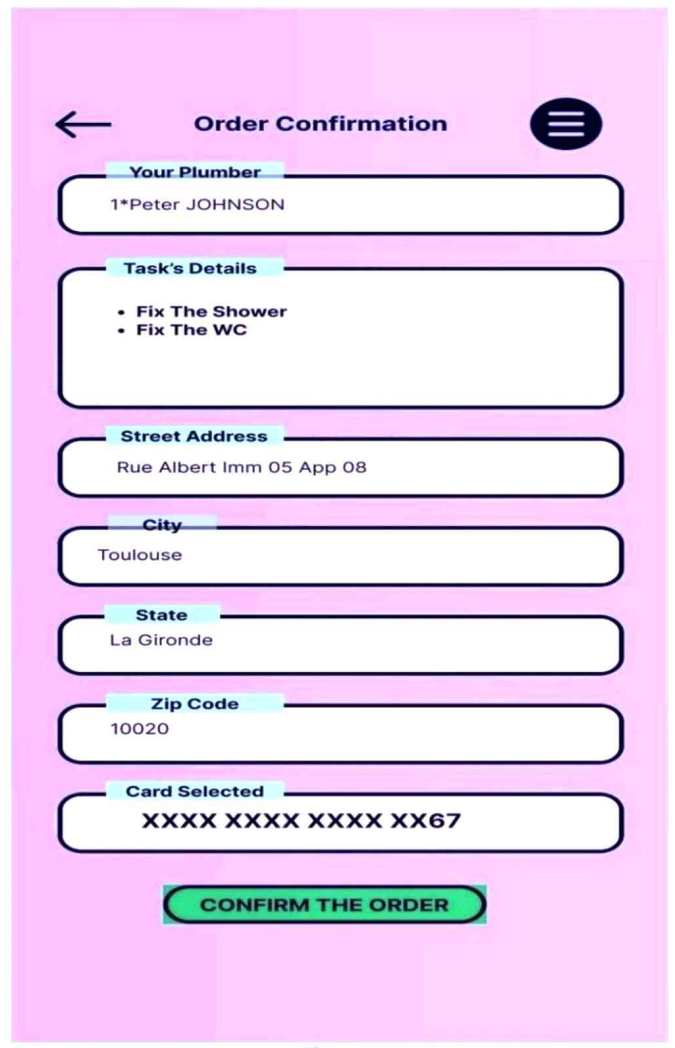 Order Confirmation
Your Plumber
1*Peter JOHNSON
Task's Details
• Fix The Shower
• Fix The WC
Street Address
Rue Albert Imm 05 App 08
City
Toulouse
State
La Gironde
Zip Code
10020
Card Selected
XXXX XXXX XXXX XX67
CONFIRM THE ORDER